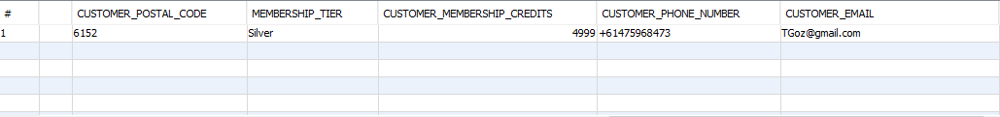 # CUSTOMER_POSTAL_CODE MEMBERSHIP_TIER CUSTOMER_MEMBERSHIP_CREDITS CUSTOMER_PHONE_NUMBER CUSTOMER_EMAIL
1 6152 Silver 4999 +61475968473 TGoz@gmail.com